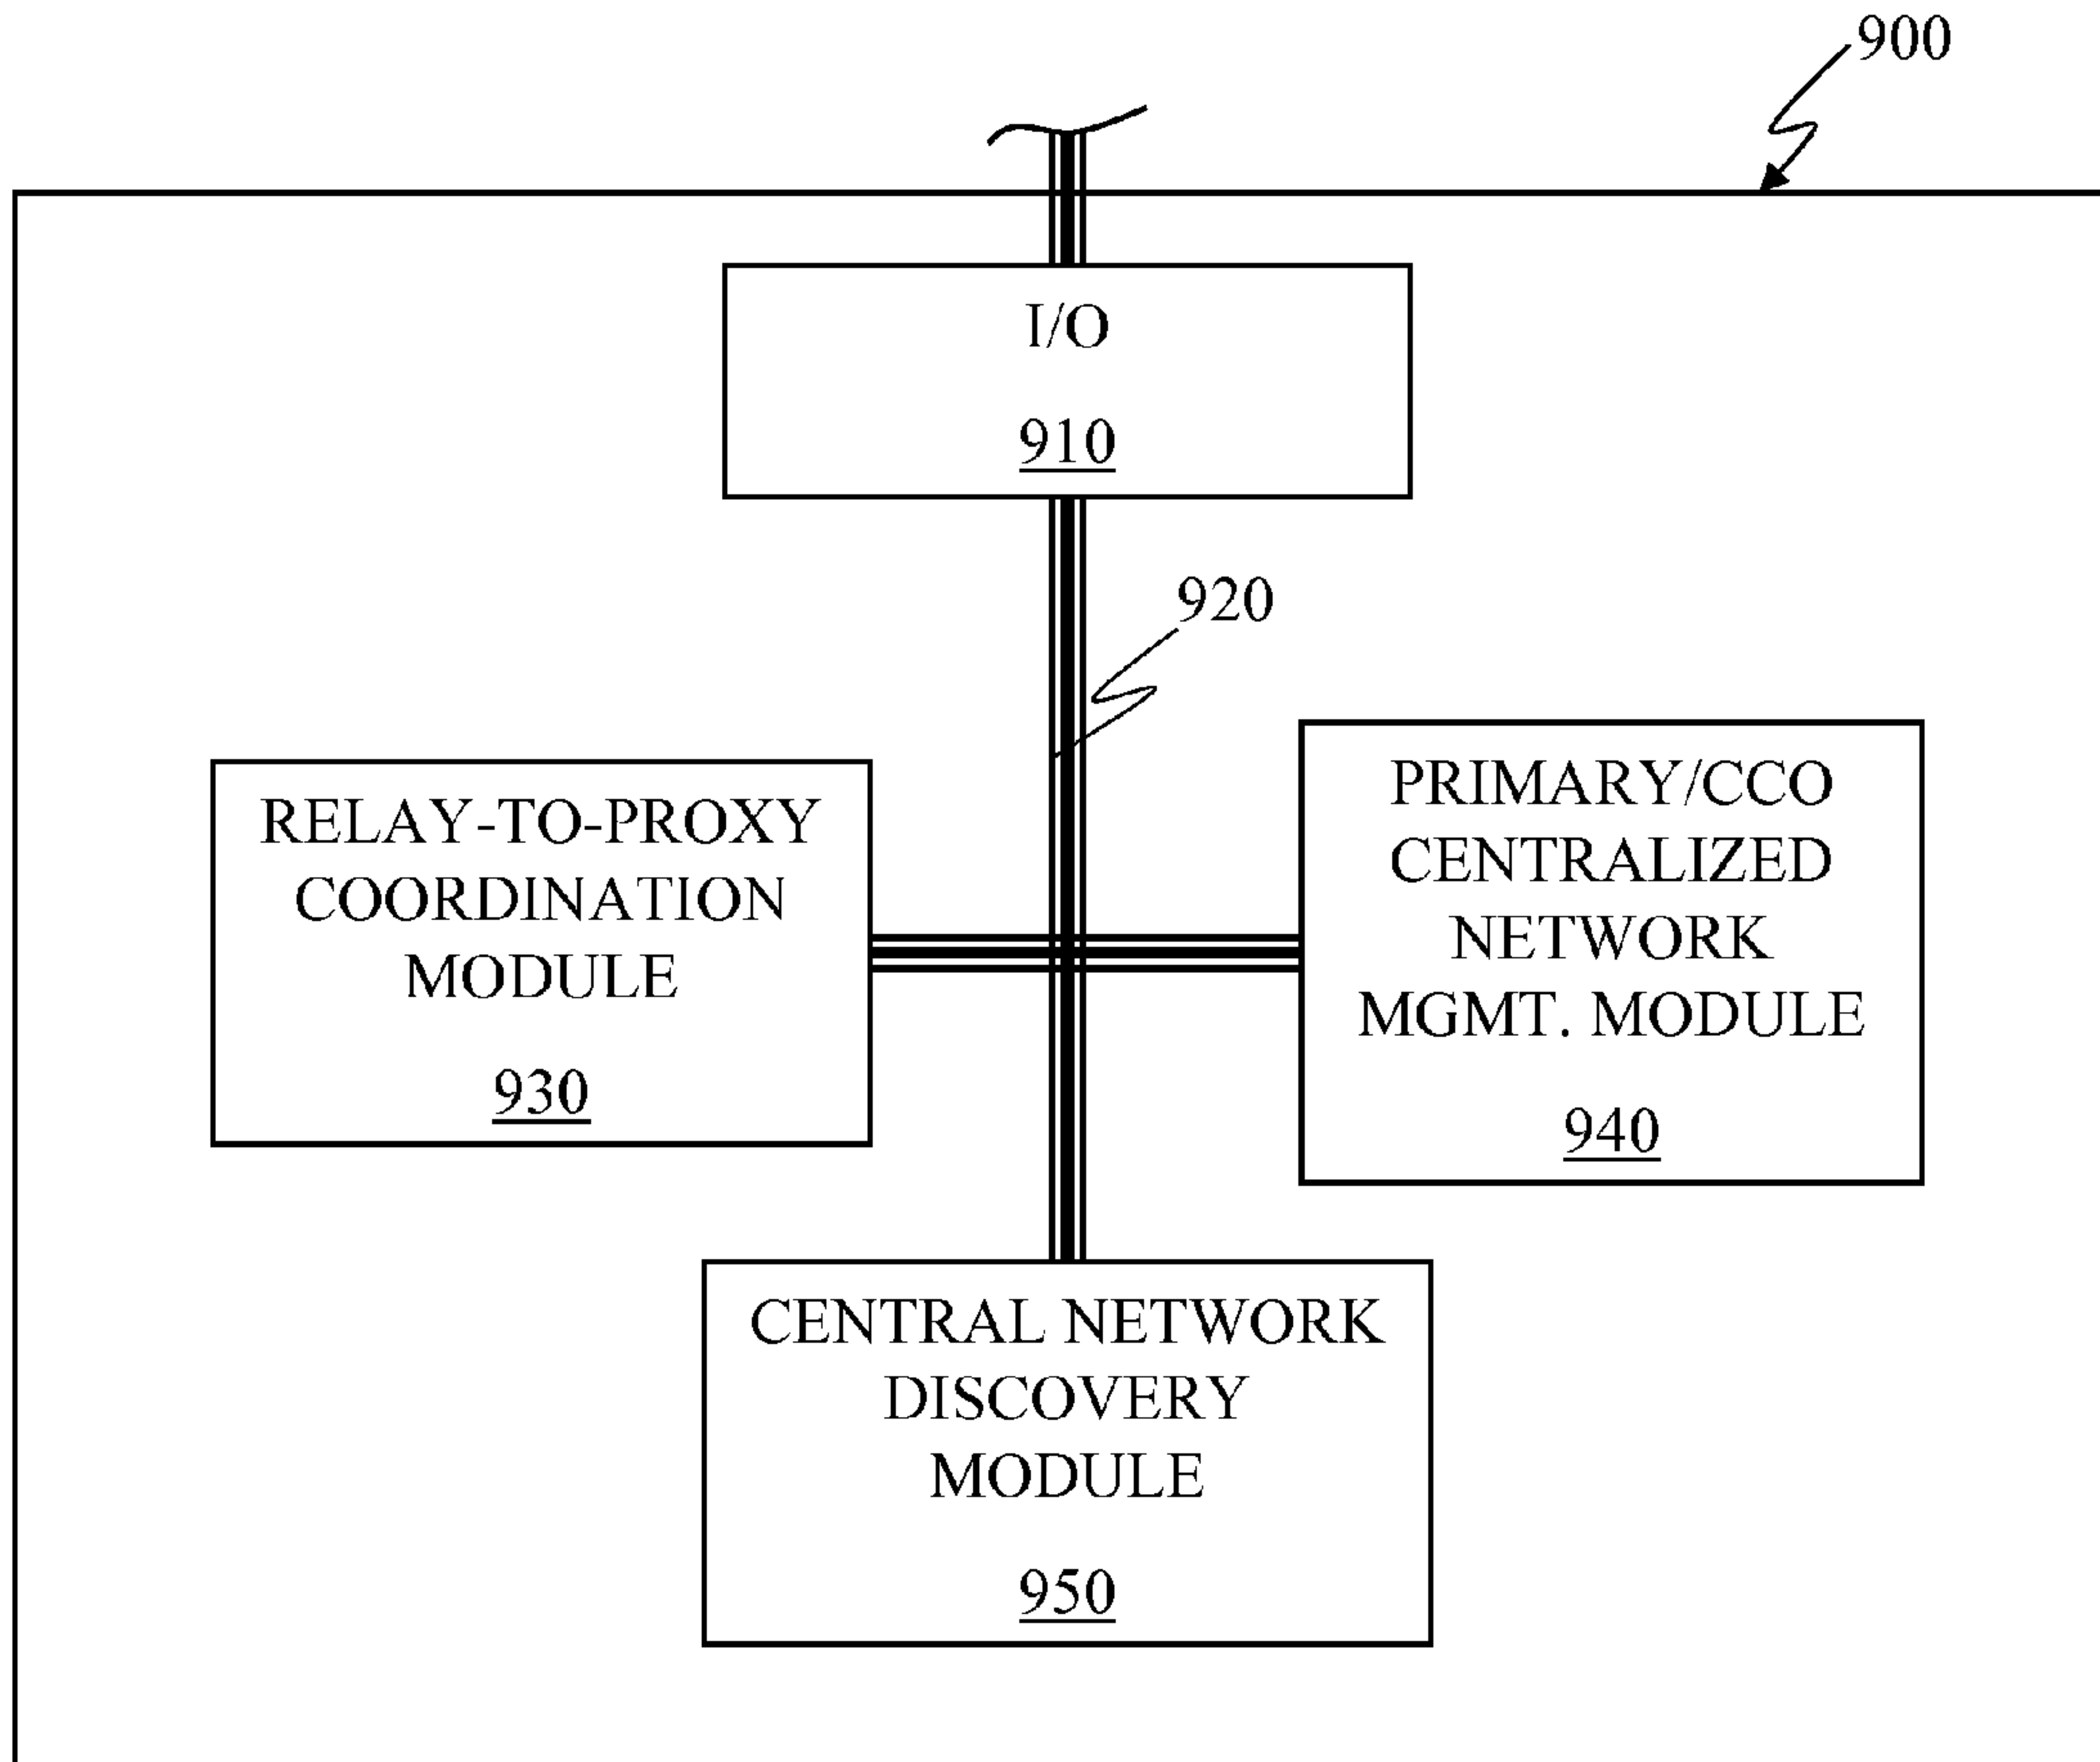 900
I/O
910
920
RELAY-TO-PROXY
COORDINATION
MODULE
930
PRIMARY/CCO
CENTRALIZED
NETWORK
MGMT. MODULE
940
CENTRAL NETWORK
DISCOVERY
MODULE
950